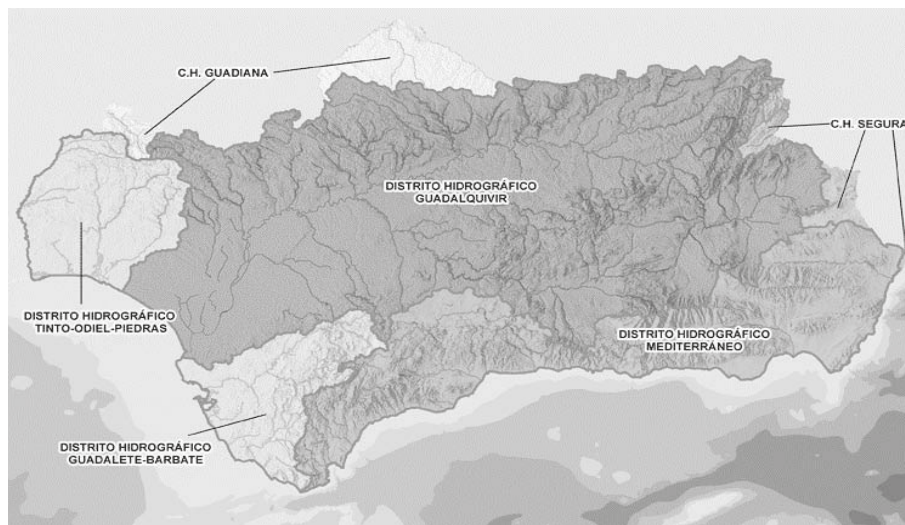 C.H. GUADIANA
C.H. SEGURA
DISTRITO HIDROGRÁFICO
GUADALQUIVIR
DISTRITO HIDROGRÁFICO
TINTO-ODIEL-PIEDRAS
DISTRITO HIDROGRÁFICO
MEDITERRÁNEO
DISTRITO HIDROGRÁFICO
GUADALETE-BARBATE